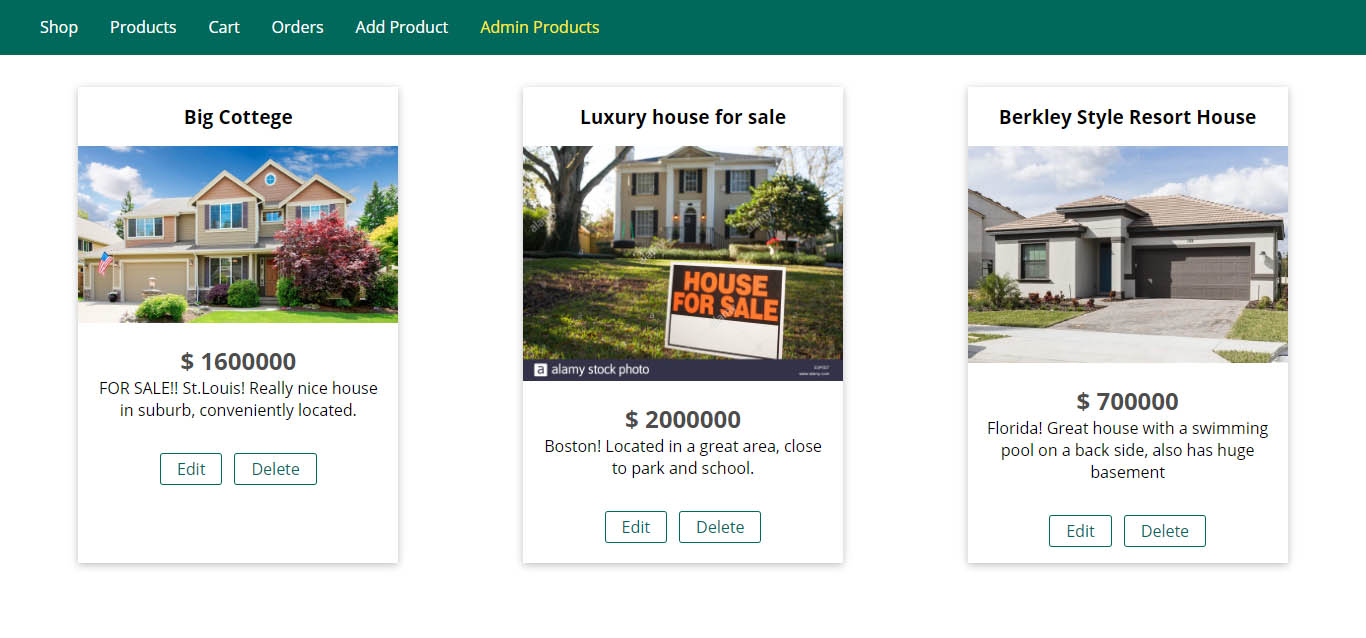 Shop Products Cart Orders Add Product Admin Products
Big Cottege
$ 1600000
FOR SALE!! St.Louis! Really nice house
in suburb, conveniently located.
Edit Delete
Luxury house for sale
HOUSE
FOR SALE
a alamy stock photo
www.alamy.com
$ 2000000
Boston! Located in a great area, close
to park and school.
Edit Delete
Berkley Style Resort House
$ 700000
Florida! Great house with a swimming
pool on a back side, also has huge
basement
Edit Delete